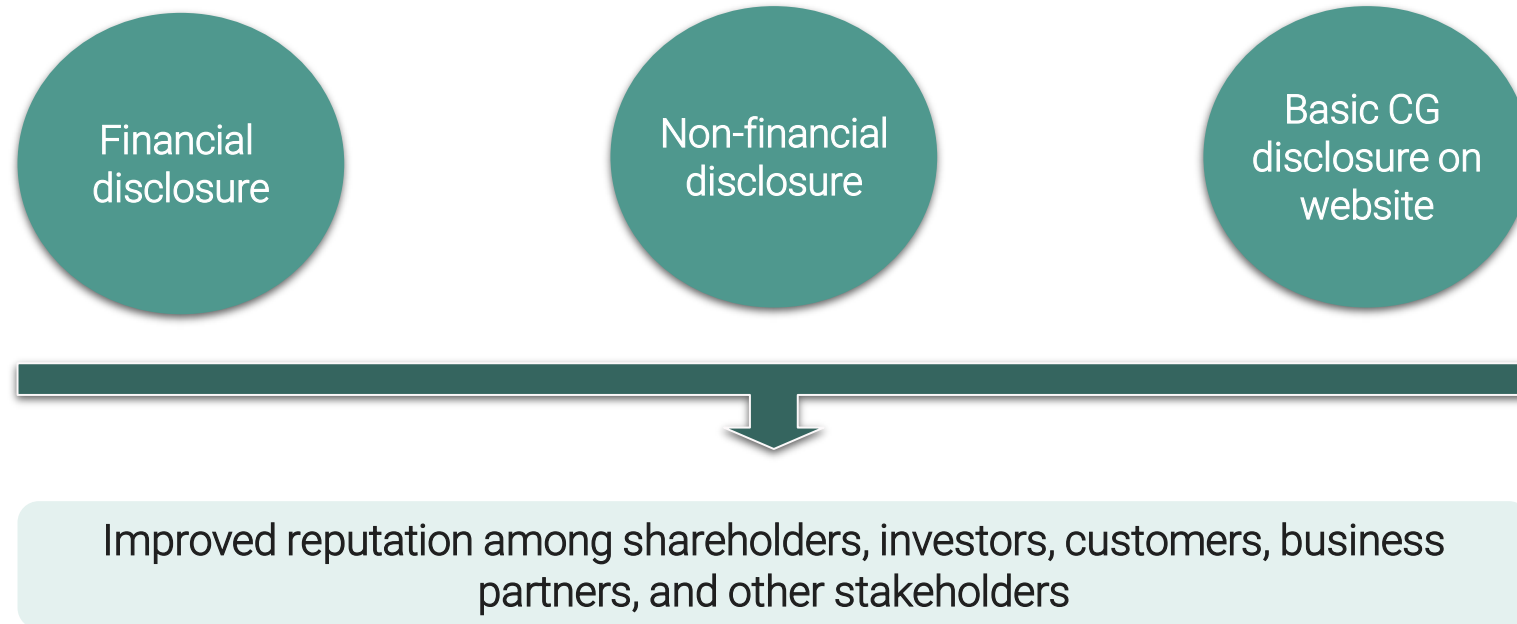 Financial
disclosure
Non-financial
disclosure
Basic CG
disclosure on
website
Improved reputation among shareholders, investors, customers, business
partners, and other stakeholders